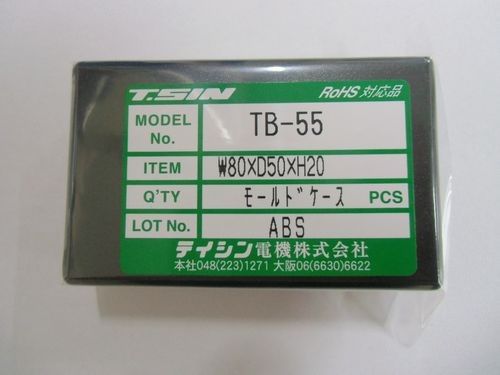 T.SIN RoHS 対応品
MODEL No. TB-55
ITEM W80×D50×H20
Q'TY ﾓｰﾙﾄﾞｹｰｽ PCS
LOT No. ABS
テイシン電機株式会社
本社048(223)1271 大阪06(6630)6622